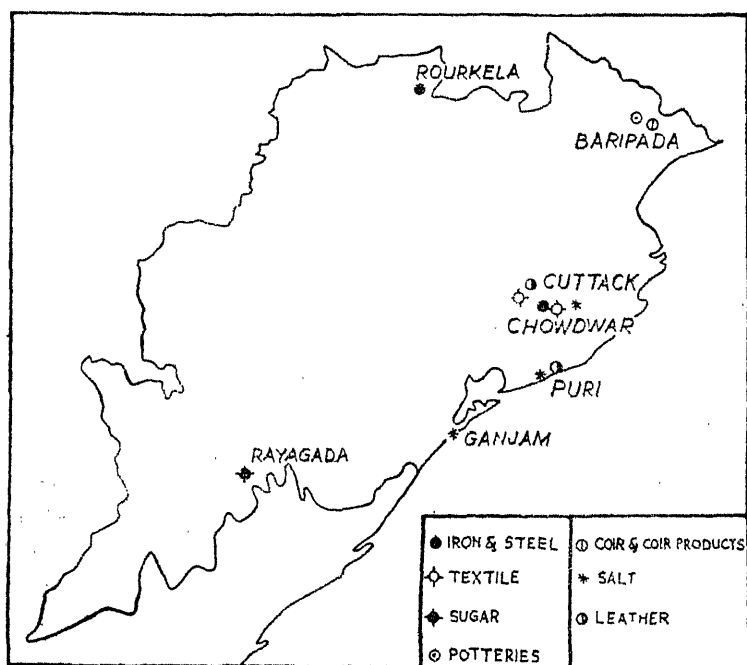 ROURKELA
BARIPADA
CUTTACK
CHOWDWAR
PURI
GANJAM
RAYAGADA
IRON & STEEL
TEXTILE
SUGAR
POTTERIES
COIR & COIR PRODUCTS
SALT
LEATHER